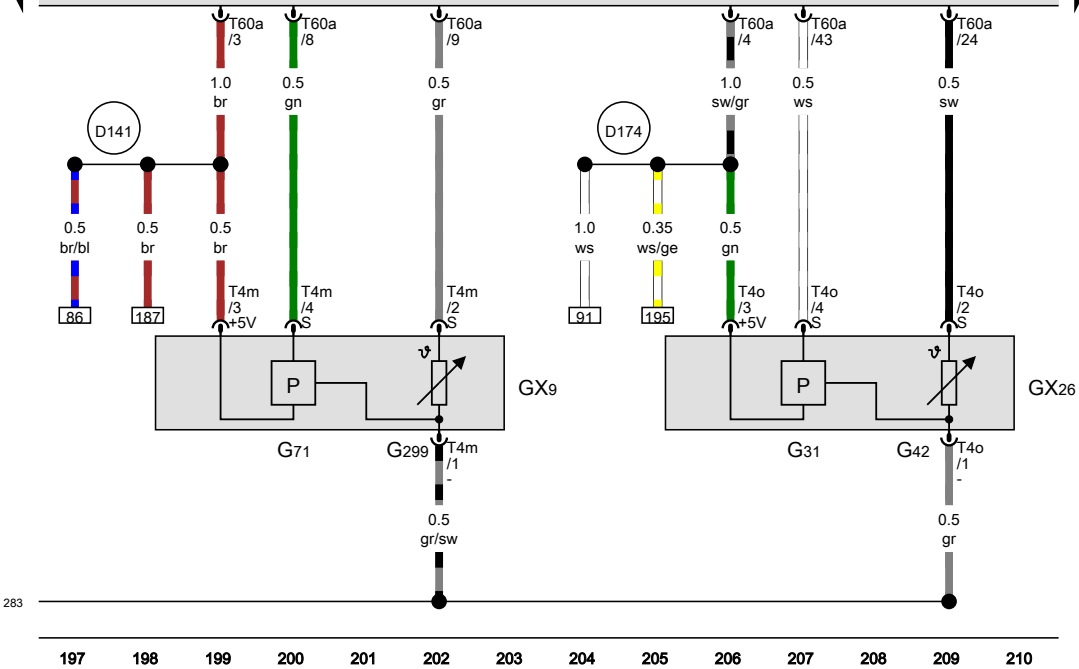 T60a T60a T60a T60a T60a T60a
/3 /8 /9 /4 /43 /24
1.0 0.5 0.5 1.0 0.5 0.5
br gn gr sw/gr ws sw
D141 D174
0.5 0.5 0.5 1.0 0.35 0.5
br/bl br br ws ws/ge gn
T4m T4m T4m T4o T4o T4o
/3 /4 /2 /3 /4 /2
86 187 +5V S S 91 195 +5V S S
ϑ ϑ
P P
GX9 GX26
G71 G299 T4m G31 G42 T4o
/1 /1
- -
0.5 0.5
gr/sw gr
283
197 198 199 200 201 202 203 204 205 206 207 208 209 210